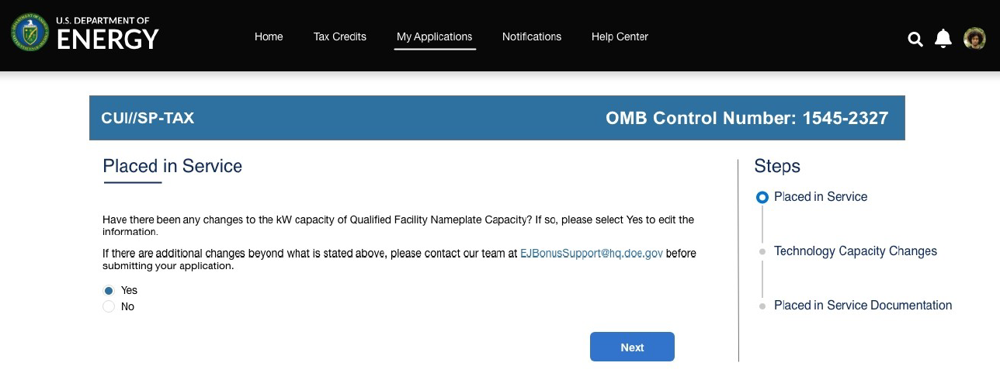 U.S. DEPARTMENT OF
ENERGY
Home Tax Credits My Applications Notifications Help Center
CUI//SP-TAX OMB Control Number: 1545-2327
Placed in Service
Have there been any changes to the kW capacity of Qualified Facility Nameplate Capacity? If so, please select Yes to edit the
information.
If there are additional changes beyond what is stated above, please contact our team at EJBonusSupport@hq.doe.gov before
submitting your application.
Yes
No
Next
Steps
Placed in Service
Technology Capacity Changes
Placed in Service Documentation